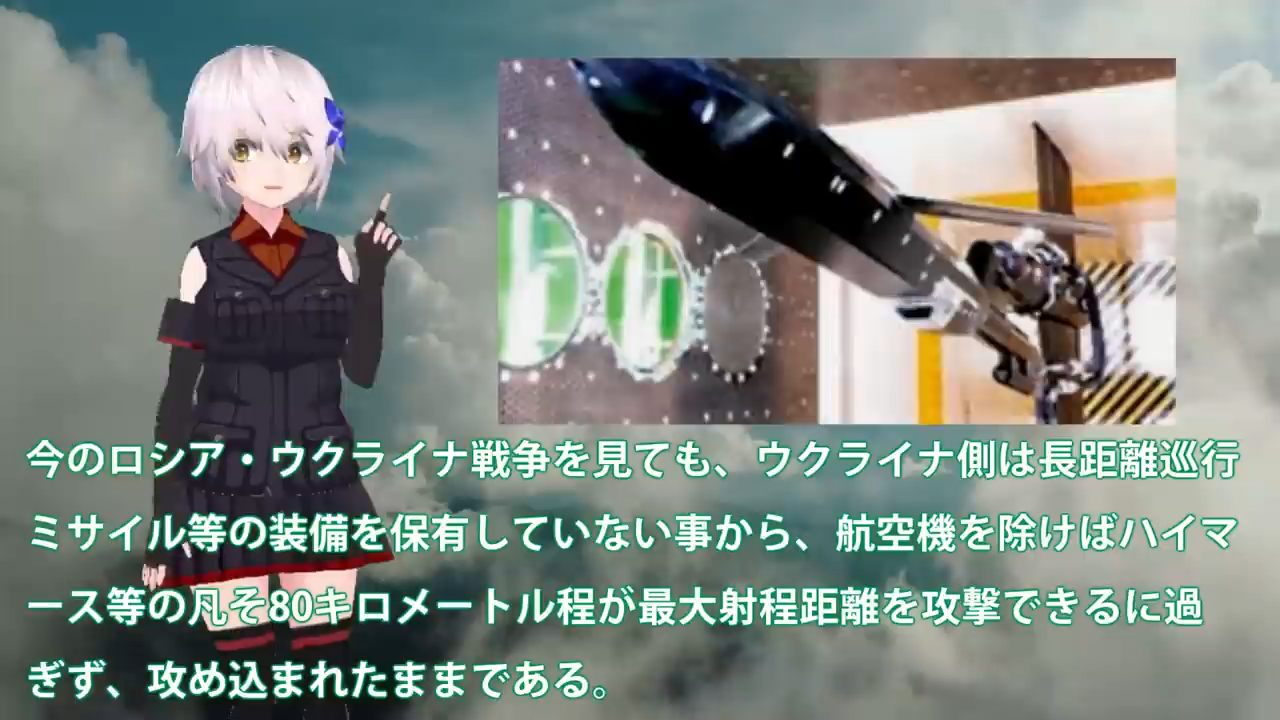 今のロシア・ウクライナ戦争を見ても、ウクライナ側は長距離巡行
ミサイル等の装備を保有していない事から、航空機を除けばハイマ
ース等の凡そ80キロメートル程が最大射程距離を攻撃できるに過
ぎず、攻め込まれたままである。